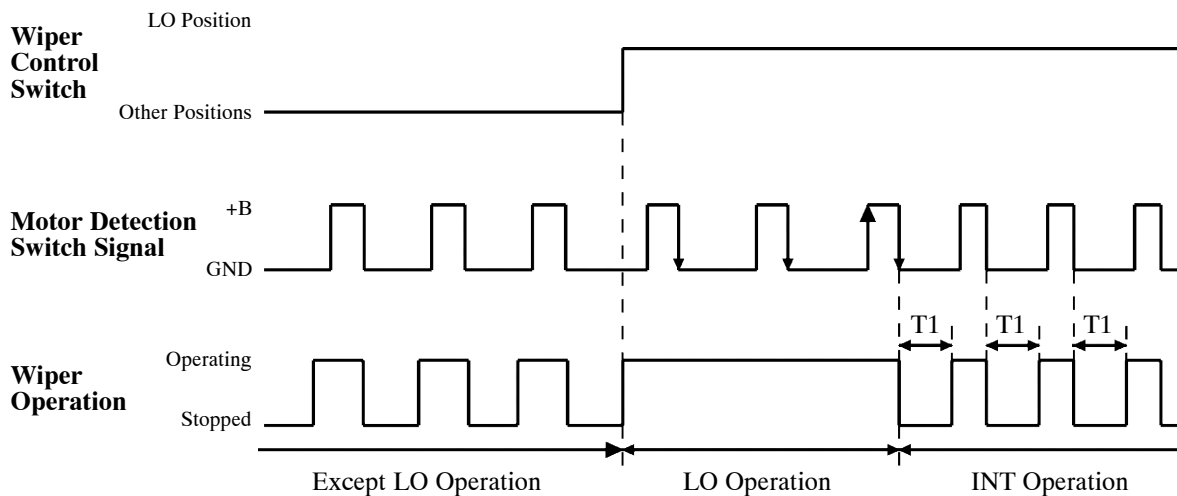 LO Position
Wiper
Control
Switch
Other Positions
Motor Detection
Switch Signal
+B
GND
T1 T1 T1
Wiper
Operation
Operating
Stopped
Except LO Operation LO Operation INT Operation